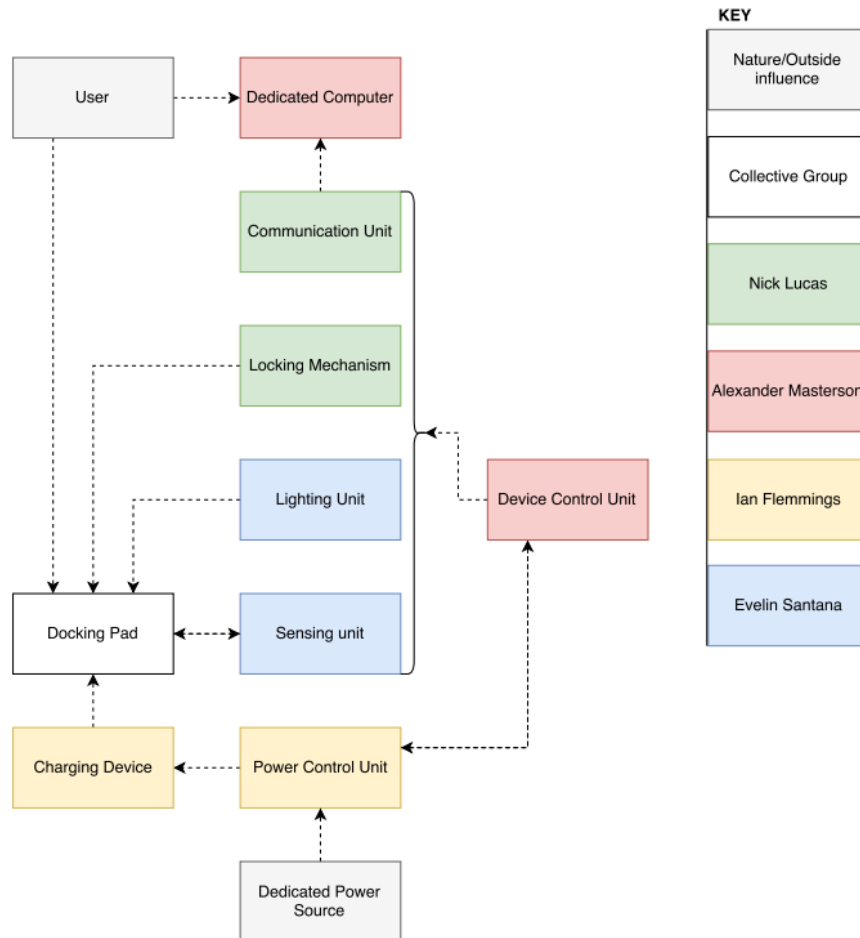 KEY
User
Dedicated Computer
Nature/Outside
influence
Communication Unit
Collective Group
Locking Mechanism
Nick Lucas
Lighting Unit
Device Control Unit
Alexander Masterson
Docking Pad
Sensing unit
Ian Flemmings
Charging Device
Power Control Unit
Evelin Santana
Dedicated Power
Source